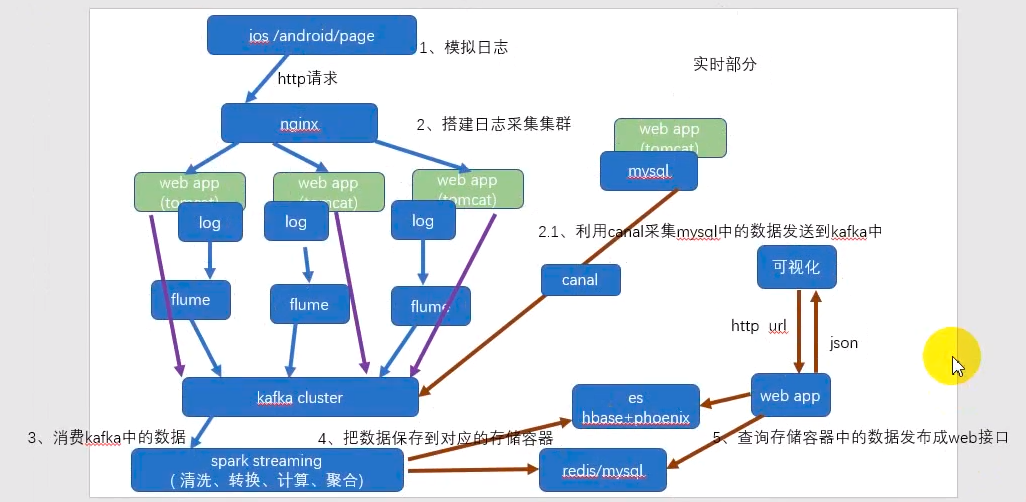 ios /android/page
1、模拟日志
实时部分
http请求
nginx
2、搭建日志采集集群
web app
(tomcat)
mysql
web app
(tomcat)
log
web app
(tomcat)
log
web app
(tomcat)
log
2.1、利用canal采集mysql中的数据发送到kafka中
可视化
canal
flume
flume
flume
http url
json
kafka cluster
es
hbase+phoenix
web app
3、消费kafka中的数据
4、把数据保存到对应的存储容器
5、查询存储容器中的数据发布成web接口
spark streaming
(清洗、转换、计算、聚合)
redis/mysql